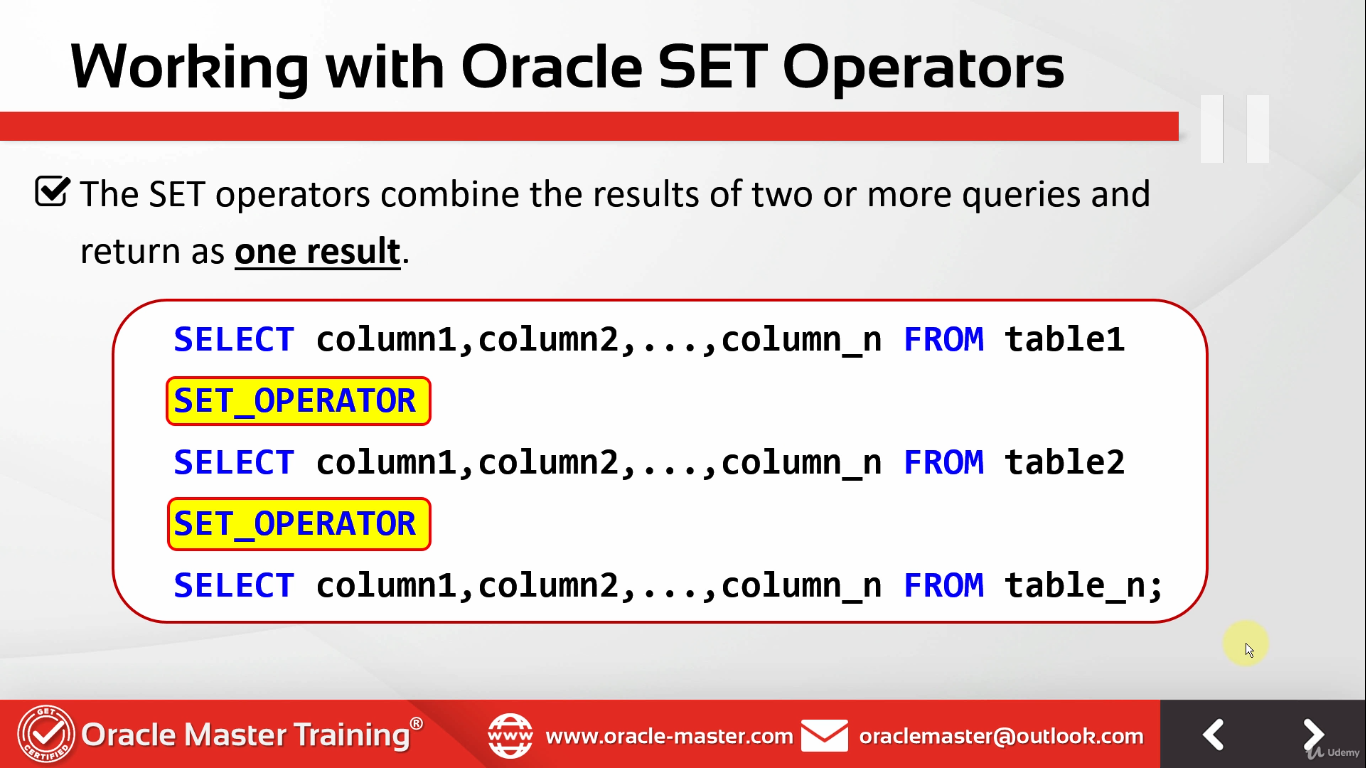 Working with Oracle SET Operators
The SET operators combine the results of two or more queries and
return as one result.
SELECT column1,column2,...,column_n FROM table1
SET_OPERATOR
SELECT column1,column2,...,column_n FROM table2
SET_OPERATOR
SELECT column1,column2,...,column_n FROM table_n;
GET
CERTIFIED
Oracle Master Training®
www
www.oracle-master.com
oraclemaster@outlook.com
Udemy